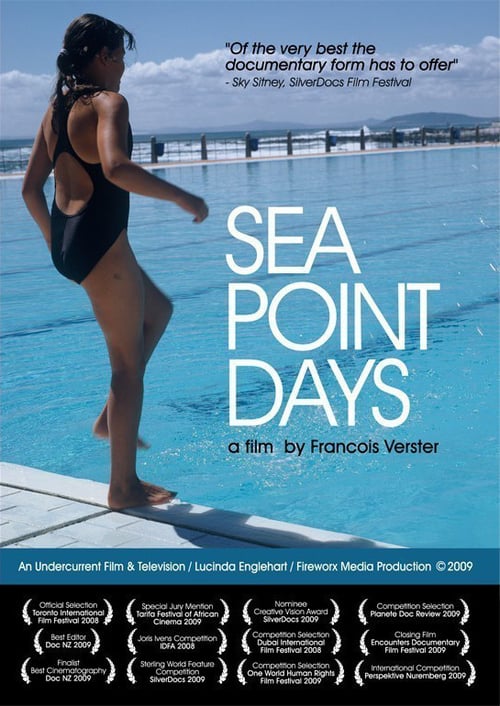 "Of the very best the
documentary form has to offer"
- Sky Sitney, SilverDocs Film Festival
SEA
POINT
DAYS
a film by Francois Verster
An Undercurrent Film & Television / Lucinda Englehart / Fireworx Media Production © 2009
Official Selection
Toronto International
Film Festival 2008
Special Jury Mention
Tarifa Festival of African
Cinema 2009
Nominee
Creative Vision Award
SilverDocs 2009
Competition Selection
Planete Doc Review 2009
Best Editor
Doc NZ 2009
Joris Ivens Competition
IDFA 2008
Competition Selection
Dubai International
Film Festival 2008
Closing Film
Encounters Documentary
Film Festival 2009
Finalist
Best Cinematography
Doc NZ 2009
Sterling World Feature
Competition
SilverDocs 2009
Competition Selection
One World Human Rights
Film Festival 2009
International Competition
Perspektive Nuremberg 2009